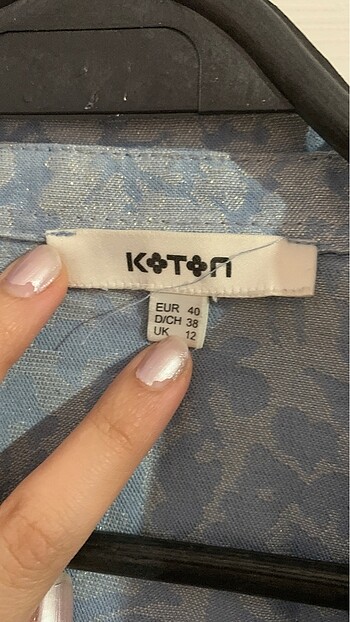 KOTON
EUR 40
D/CH 38
UK 12